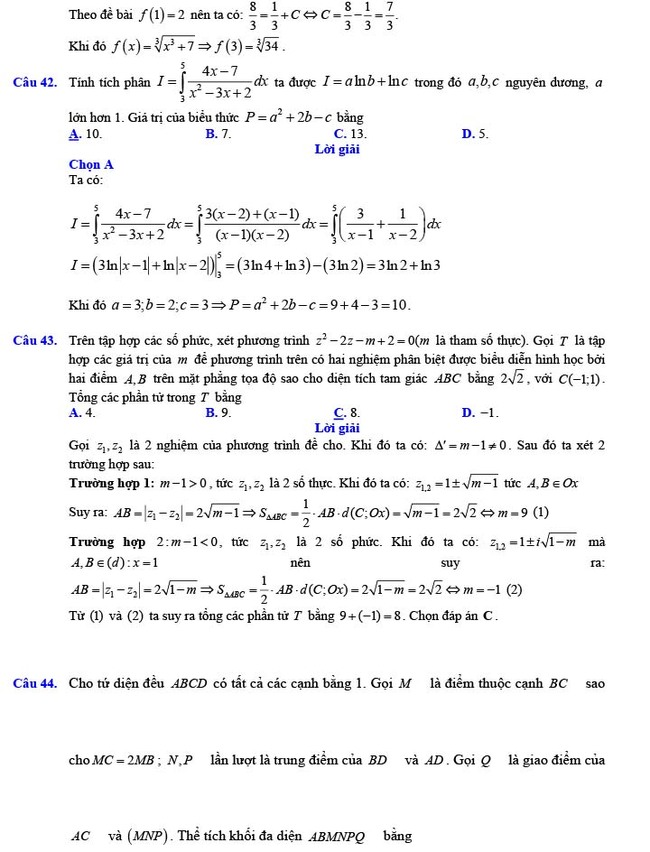 Theo đề bài f(1) = 2 nên ta có: 8/3 = 1/3 + C ⇔ C = 8/3 − 1/3 = 7/3.
Khi đó f(x) = ∛(x³ + 7) ⇒ f(3) = ∛34.
Câu 42. Tính tích phân I = ∫₃⁵ (4x − 7)/(x² − 3x + 2) dx ta được I = a ln b + ln c trong đó a,b,c nguyên dương, a
lớn hơn 1. Giá trị của biểu thức P = a² + 2b − c bằng
A. 10. B. 7. C. 13. D. 5.
Lời giải
Chọn A
Ta có:
I = ∫₃⁵ (4x − 7)/(x² − 3x + 2) dx = ∫₃⁵ (3(x − 2) + (x − 1))/((x − 1)(x − 2)) dx = ∫₃⁵ (3/(x − 1) + 1/(x − 2)) dx
I = (3ln|x − 1| + ln|x − 2|)|₃⁵ = (3ln4 + ln3) − (3ln2) = 3ln2 + ln3
Khi đó a = 3; b = 2; c = 3 ⇒ P = a² + 2b − c = 9 + 4 − 3 = 10.
Câu 43. Trên tập hợp các số phức, xét phương trình z² − 2z − m + 2 = 0 (m là tham số thực). Gọi T là tập
hợp các giá trị của m để phương trình trên có hai nghiệm phân biệt được biểu diễn hình học bởi
hai điểm A,B trên mặt phẳng tọa độ sao cho diện tích tam giác ABC bằng 2√2, với C(−1;1).
Tổng các phần tử trong T bằng
A. 4. B. 9. C. 8. D. −1.
Lời giải
Gọi z₁,z₂ là 2 nghiệm của phương trình đề cho. Khi đó ta có: Δ' = m − 1 ≠ 0. Sau đó ta xét 2
trường hợp sau:
Trường hợp 1: m − 1 > 0, tức z₁,z₂ là 2 số thực. Khi đó ta có: z₁,₂ = 1 ± √(m − 1) tức A,B ∈ Ox
Suy ra: AB = |z₁ − z₂| = 2√(m − 1) ⇒ S_ΔABC = 1/2 · AB · d(C;Ox) = √(m − 1) = 2√2 ⇔ m = 9 (1)
Trường hợp 2: m − 1 < 0, tức z₁,z₂ là 2 số phức. Khi đó ta có: z₁,₂ = 1 ± i√(1 − m) mà
A,B ∈ (d): x = 1 nên suy ra:
AB = |z₁ − z₂| = 2√(1 − m) ⇒ S_ΔABC = 1/2 · AB · d(C;Ox) = 2√(1 − m) = 2√2 ⇔ m = −1 (2)
Từ (1) và (2) ta suy ra tổng các phần tử T bằng 9 + (−1) = 8. Chọn đáp án C.
Câu 44. Cho tứ diện đều ABCD có tất cả các cạnh bằng 1. Gọi M là điểm thuộc cạnh BC sao
cho MC = 2MB; N,P lần lượt là trung điểm của BD và AD. Gọi Q là giao điểm của
AC và (MNP). Thể tích khối đa diện ABMNPQ bằng